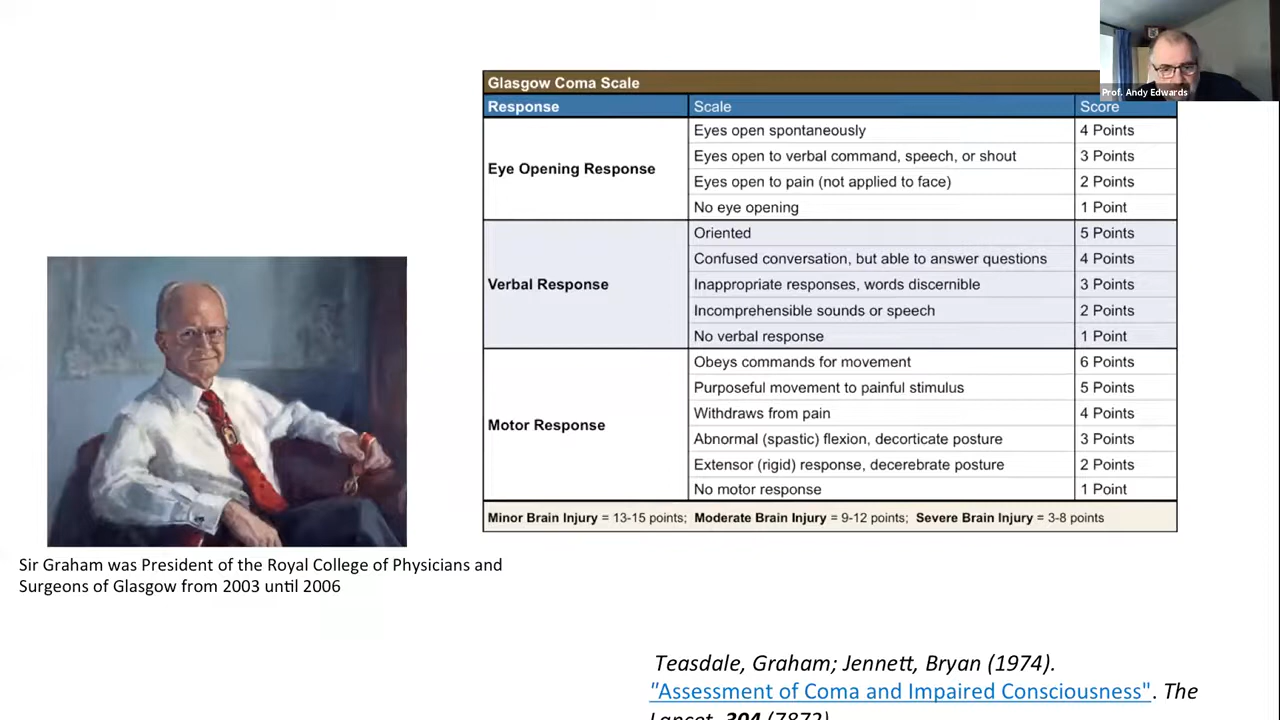 Prof. Andy Edwards
Glasgow Coma Scale
Response Scale Score
Eye Opening Response
Eyes open spontaneously 4 Points
Eyes open to verbal command, speech, or shout 3 Points
Eyes open to pain (not applied to face) 2 Points
No eye opening 1 Point
Verbal Response
Oriented 5 Points
Confused conversation, but able to answer questions 4 Points
Inappropriate responses, words discernible 3 Points
Incomprehensible sounds or speech 2 Points
No verbal response 1 Point
Motor Response
Obeys commands for movement 6 Points
Purposeful movement to painful stimulus 5 Points
Withdraws from pain 4 Points
Abnormal (spastic) flexion, decorticate posture 3 Points
Extensor (rigid) response, decerebrate posture 2 Points
No motor response 1 Point
Minor Brain Injury = 13-15 points; Moderate Brain Injury = 9-12 points; Severe Brain Injury = 3-8 points
Sir Graham was President of the Royal College of Physicians and
Surgeons of Glasgow from 2003 until 2006
Teasdale, Graham; Jennett, Bryan (1974).
"Assessment of Coma and Impaired Consciousness". The
Lancet. 304 (7872)